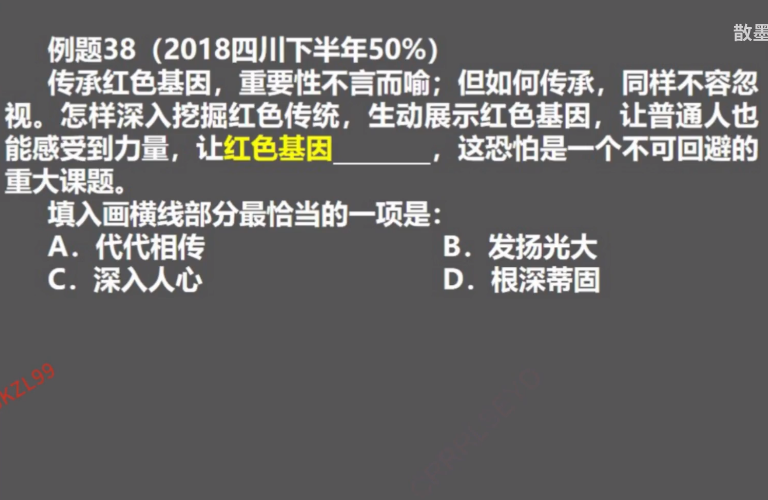 散墨
例题38（2018四川下半年50%）
传承红色基因，重要性不言而喻；但如何传承，同样不容忽
视。怎样深入挖掘红色传统，生动展示红色基因，让普通人也
能感受到力量，让红色基因________，这恐怕是一个不可回避的
重大课题。
填入画横线部分最恰当的一项是：
A．代代相传 B．发扬光大
C．深入人心 D．根深蒂固
KZL99